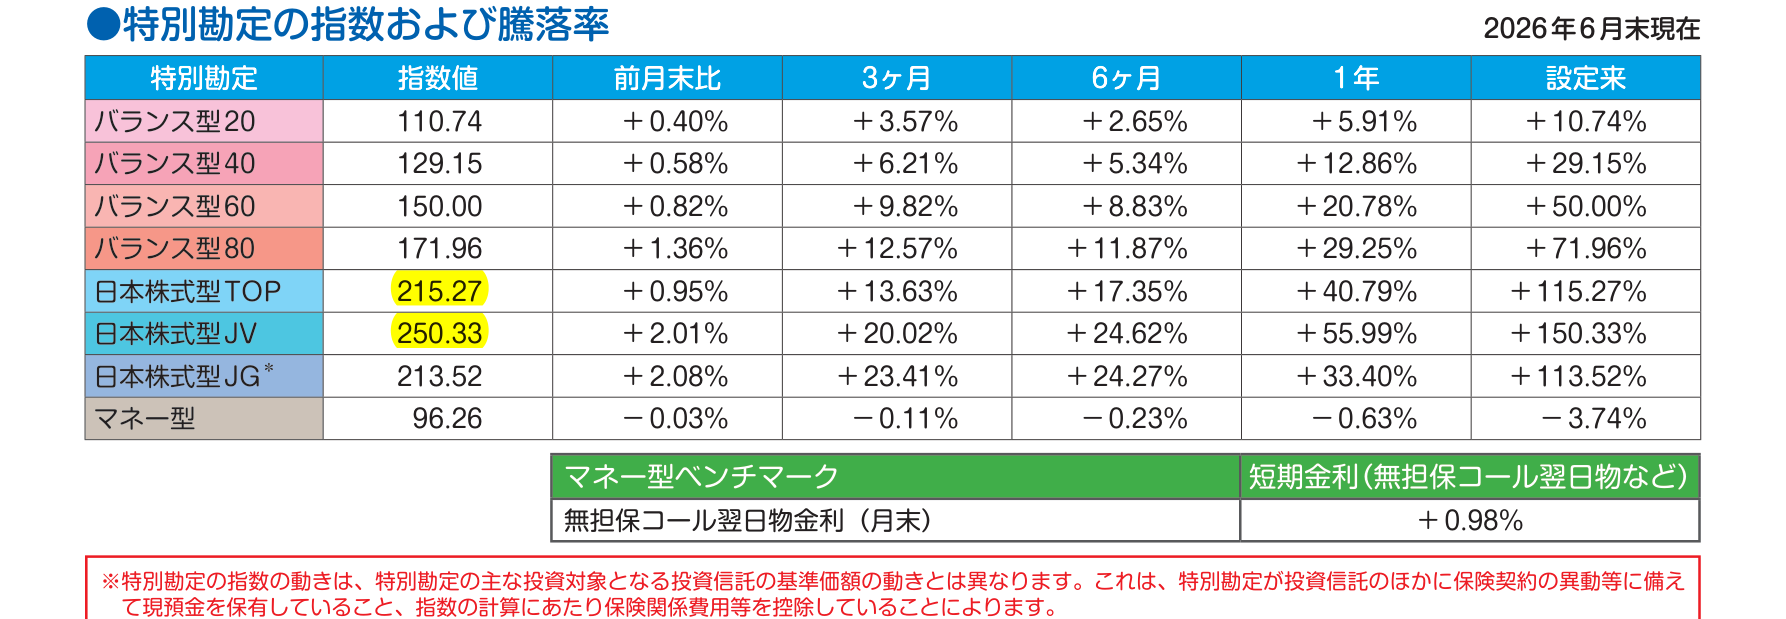 ●特別勘定の指数および騰落率
2026年6月末現在
特別勘定 指数値 前月末比 3ヶ月 6ヶ月 1年 設定来
バランス型20 110.74 +0.40% +3.57% +2.65% +5.91% +10.74%
バランス型40 129.15 +0.58% +6.21% +5.34% +12.86% +29.15%
バランス型60 150.00 +0.82% +9.82% +8.83% +20.78% +50.00%
バランス型80 171.96 +1.36% +12.57% +11.87% +29.25% +71.96%
日本株式型TOP 215.27 +0.95% +13.63% +17.35% +40.79% +115.27%
日本株式型JV 250.33 +2.01% +20.02% +24.62% +55.99% +150.33%
日本株式型JG* 213.52 +2.08% +23.41% +24.27% +33.40% +113.52%
マネー型 96.26 -0.03% -0.11% -0.23% -0.63% -3.74%
マネー型ベンチマーク 短期金利(無担保コール翌日物など)
無担保コール翌日物金利(月末) +0.98%
※特別勘定の指数の動きは、特別勘定の主な投資対象となる投資信託の基準価額の動きとは異なります。これは、特別勘定が投資信託のほかに保険契約の異動等に備え
て現預金を保有していること、指数の計算にあたり保険関係費用等を控除していることによります。